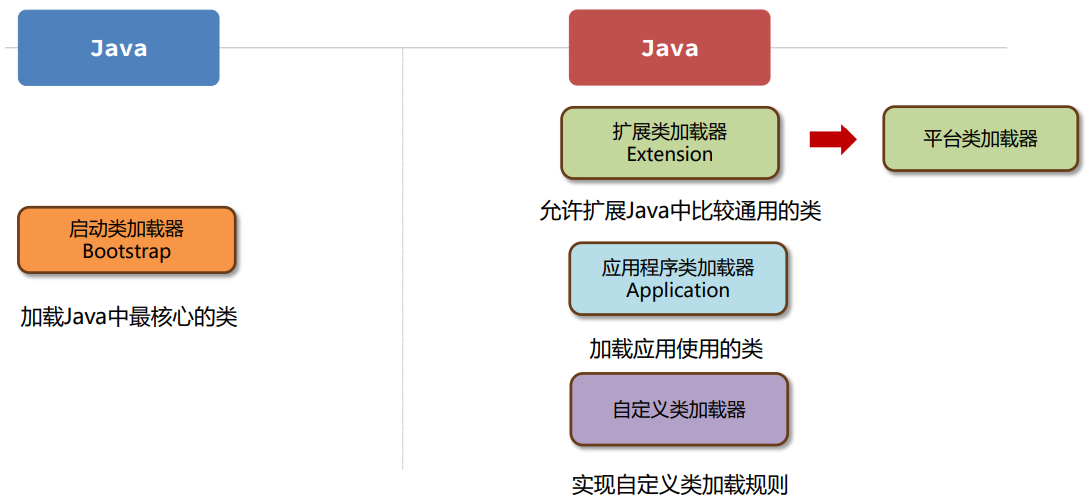 Java
Java
扩展类加载器
Extension
平台类加载器
允许扩展Java中比较通用的类
启动类加载器
Bootstrap
加载Java中最核心的类
应用程序类加载器
Application
加载应用使用的类
自定义类加载器
实现自定义类加载规则